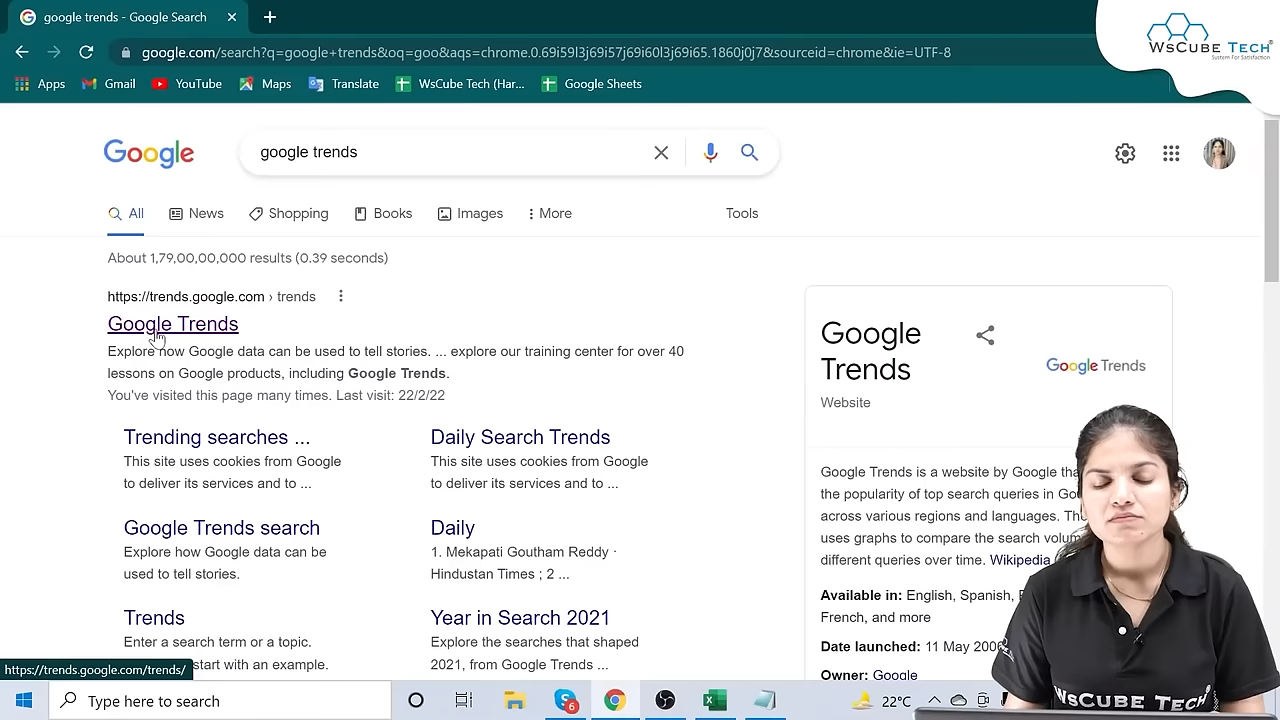 google trends - Google Search
WsCube Tech®
System For Satisfaction
google.com/search?q=google+trends&oq=goo&aqs=chrome.0.69i59l3j69i57j69i60l3j69i65.1860j0j7&sourceid=chrome&ie=UTF-8
Apps Gmail YouTube Maps Translate WsCube Tech (Har... Google Sheets
Google google trends
All News Shopping Books Images More Tools
About 1,79,00,00,000 results (0.39 seconds)
https://trends.google.com › trends
Google Trends
Explore how Google data can be used to tell stories. ... explore our training center for over 40
lessons on Google products, including Google Trends.
You've visited this page many times. Last visit: 22/2/22
Trending searches ...
This site uses cookies from Google
to deliver its services and to ...
Daily Search Trends
This site uses cookies from Google
to deliver its services and to ...
Google Trends search
Explore how Google data can be
used to tell stories.
Daily
1. Mekapati Goutham Reddy ·
Hindustan Times ; 2 ...
Trends
Enter a search term or a topic.
start with an example.
Year in Search 2021
Explore the searches that shaped
2021, from Google Trends ...
Google
Trends
Google Trends
Website
Google Trends is a website by Google
the popularity of top search queries in
across various regions and languages.
uses graphs to compare the search
different queries over time. Wikipedia
Available in: English, Spanish,
French, and more
Date launched: 11 May
Owner: Google
https://trends.google.com/trends/
Type here to search
6
22°C
WsCube Tech